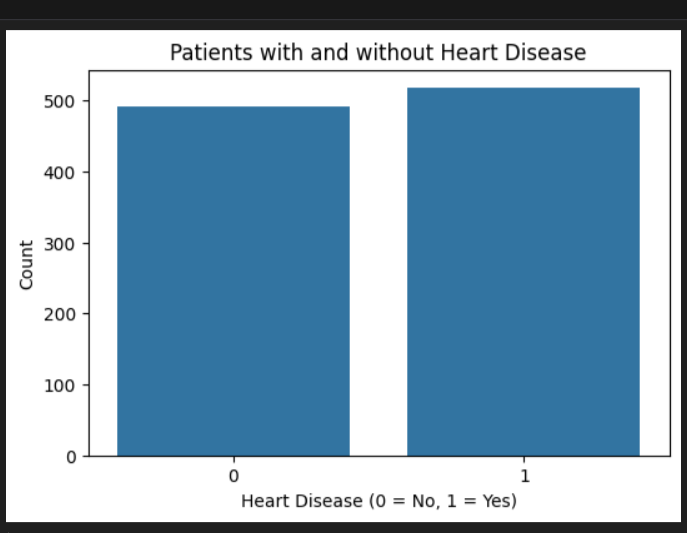 Patients with and without Heart Disease
500
400
300
200
100
0
Count
0 1
Heart Disease (0 = No, 1 = Yes)